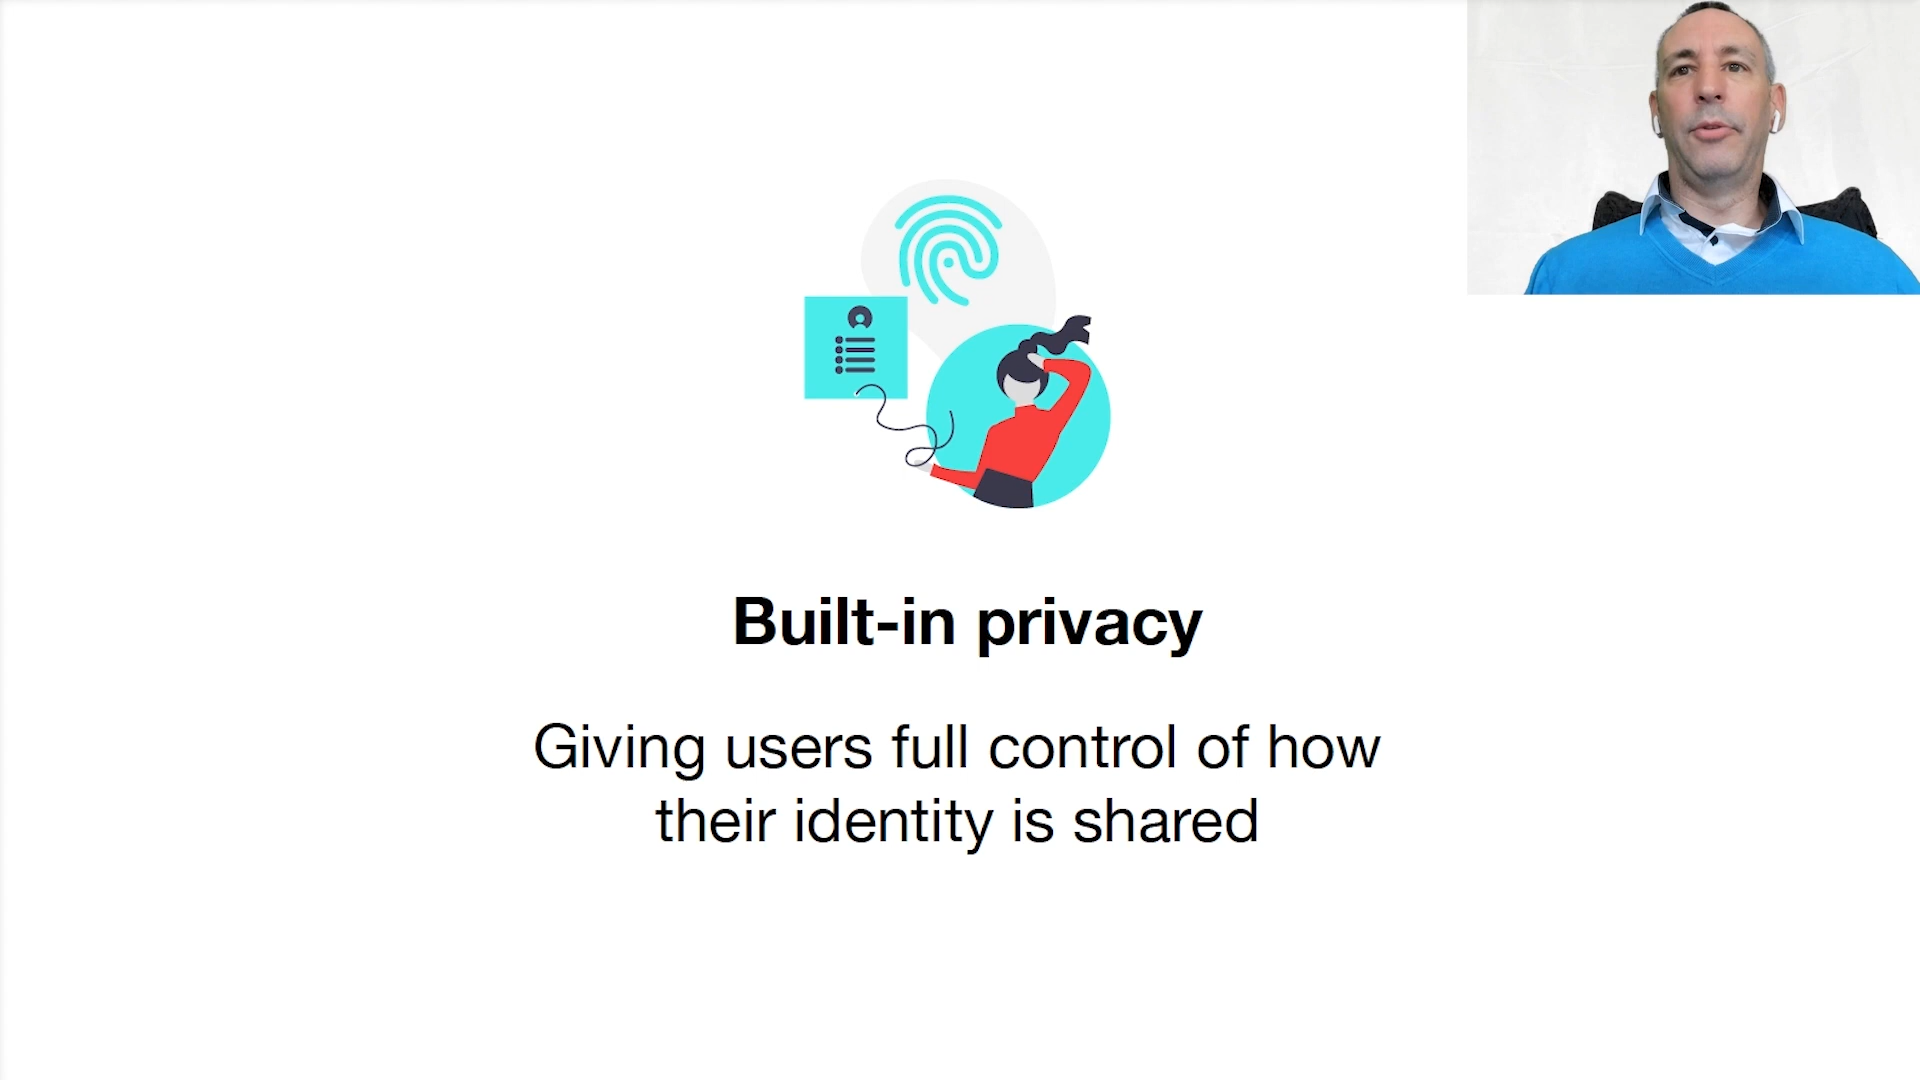 Built-in privacy
Giving users full control of how
their identity is shared